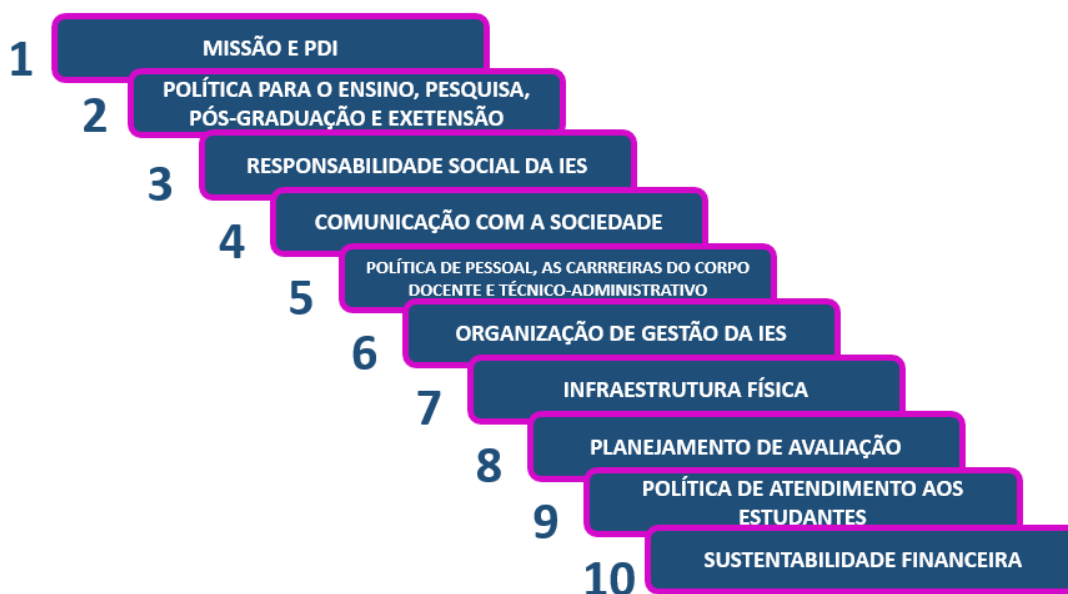 1
MISSÃO E PDI
2
POLÍTICA PARA O ENSINO, PESQUISA,
PÓS-GRADUAÇÃO E EXETENSÃO
3
RESPONSABILIDADE SOCIAL DA IES
4
COMUNICAÇÃO COM A SOCIEDADE
5
POLÍTICA DE PESSOAL, AS CARRREIRAS DO CORPO
DOCENTE E TÉCNICO-ADMINISTRATIVO
6
ORGANIZAÇÃO DE GESTÃO DA IES
7
INFRAESTRUTURA FÍSICA
8
PLANEJAMENTO DE AVALIAÇÃO
9
POLÍTICA DE ATENDIMENTO AOS
ESTUDANTES
10
SUSTENTABILIDADE FINANCEIRA